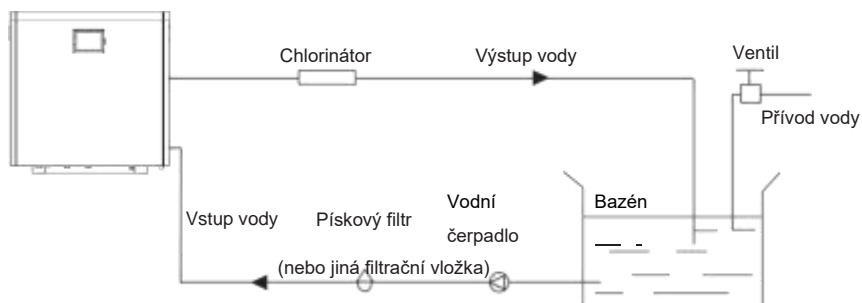 Chlorinátor
Výstup vody
Ventil
Přívod vody
Vstup vody
Pískový filtr
(nebo jiná filtrační vložka)
Vodní
čerpadlo
Bazén